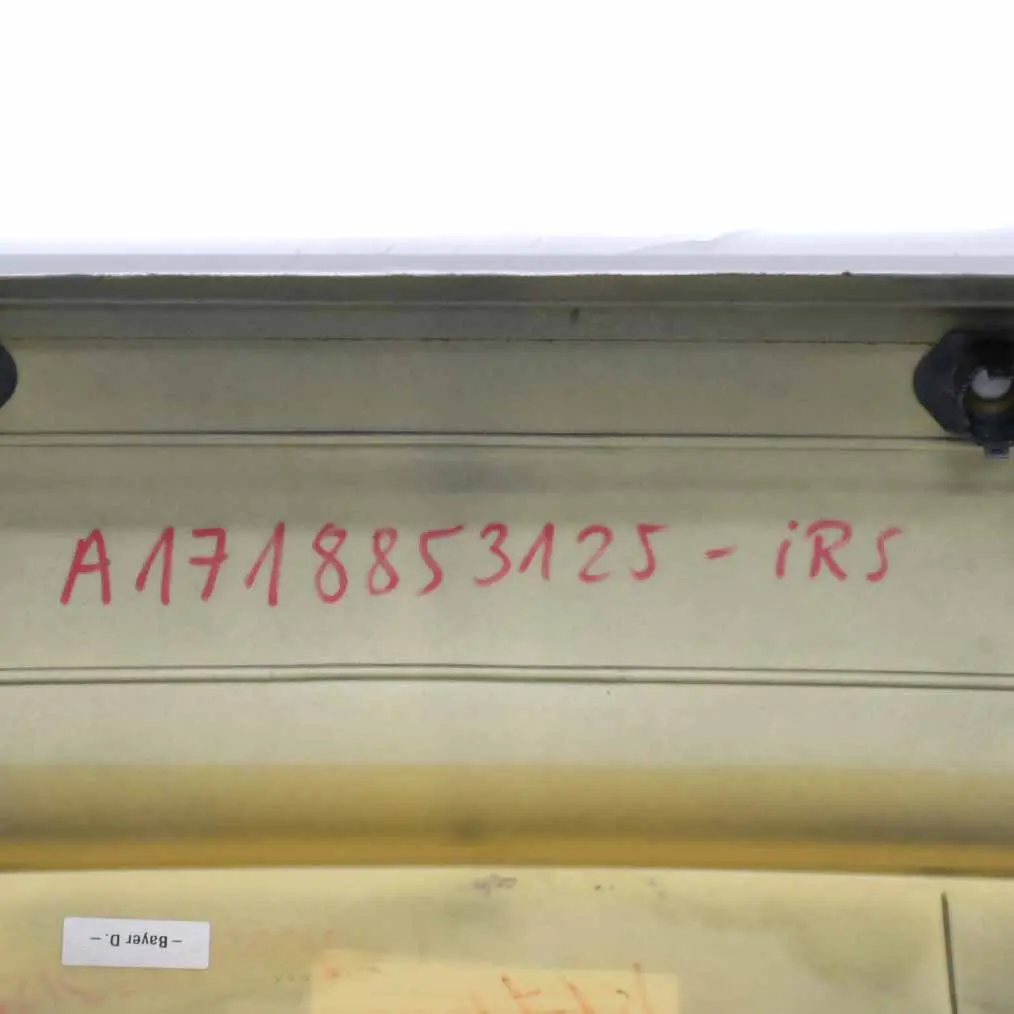 A1718853125 - iRS
– Bayer D. –